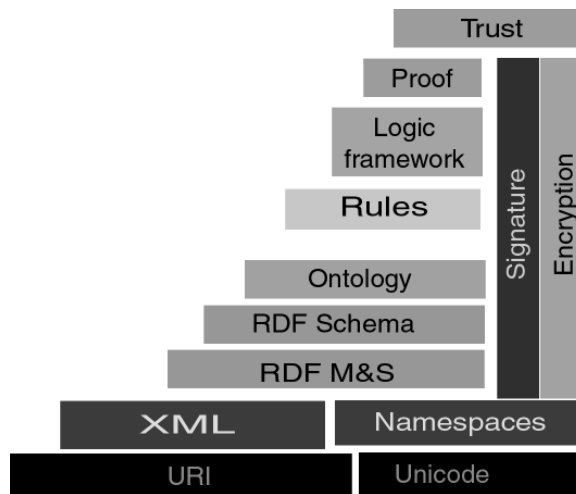 Trust
Proof
Logic
framework
Rules
Ontology
RDF Schema
RDF M&S
Signature
Encryption
XML
Namespaces
URI
Unicode